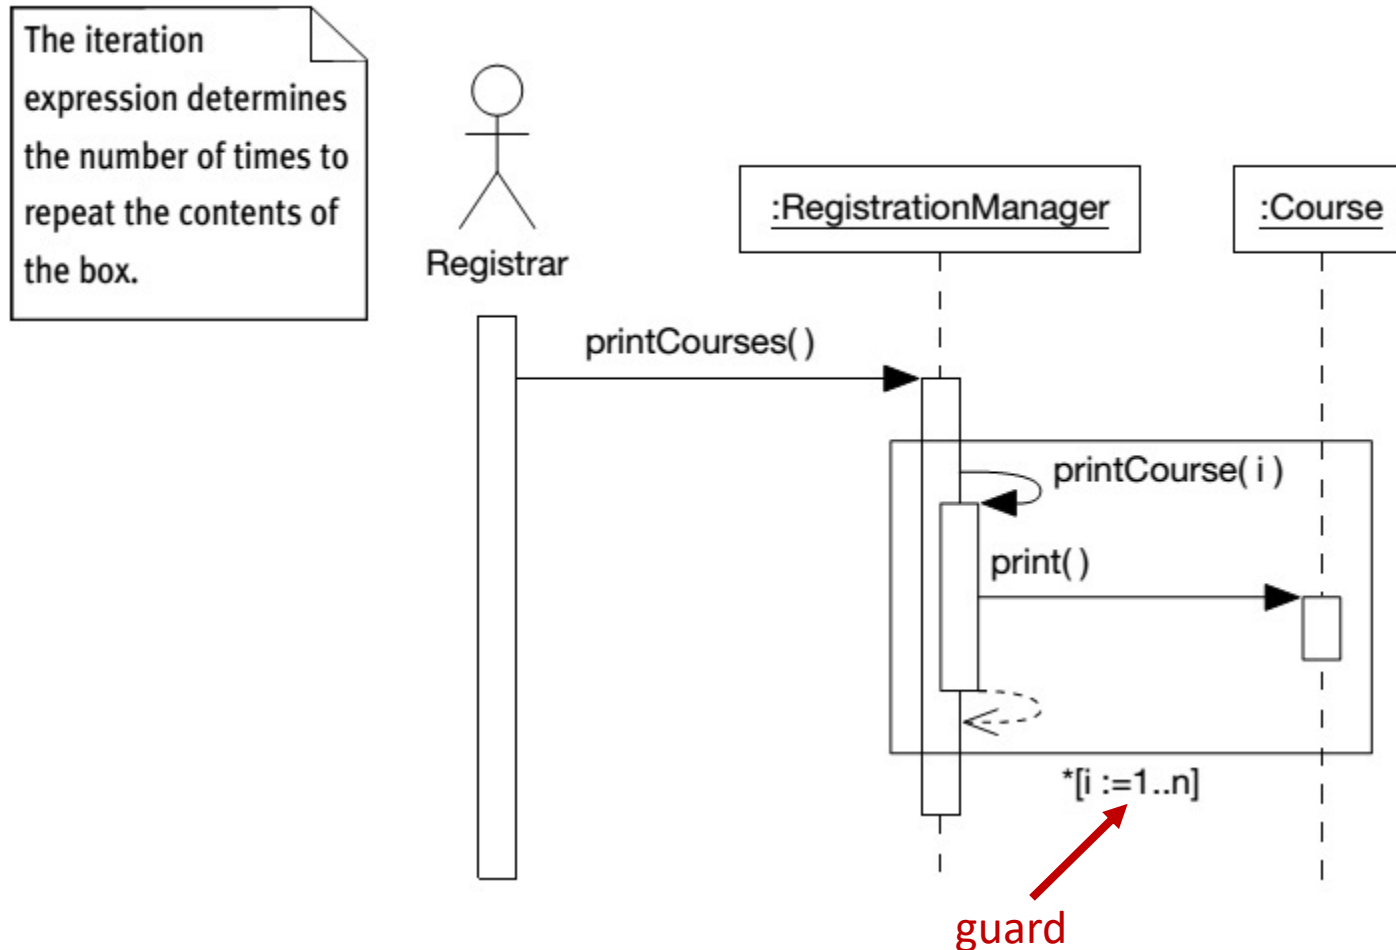 The iteration
expression determines
the number of times to
repeat the contents of
the box.
Registrar
:RegistrationManager
:Course
printCourses( )
printCourse( i )
print( )
*[i :=1..n]
guard